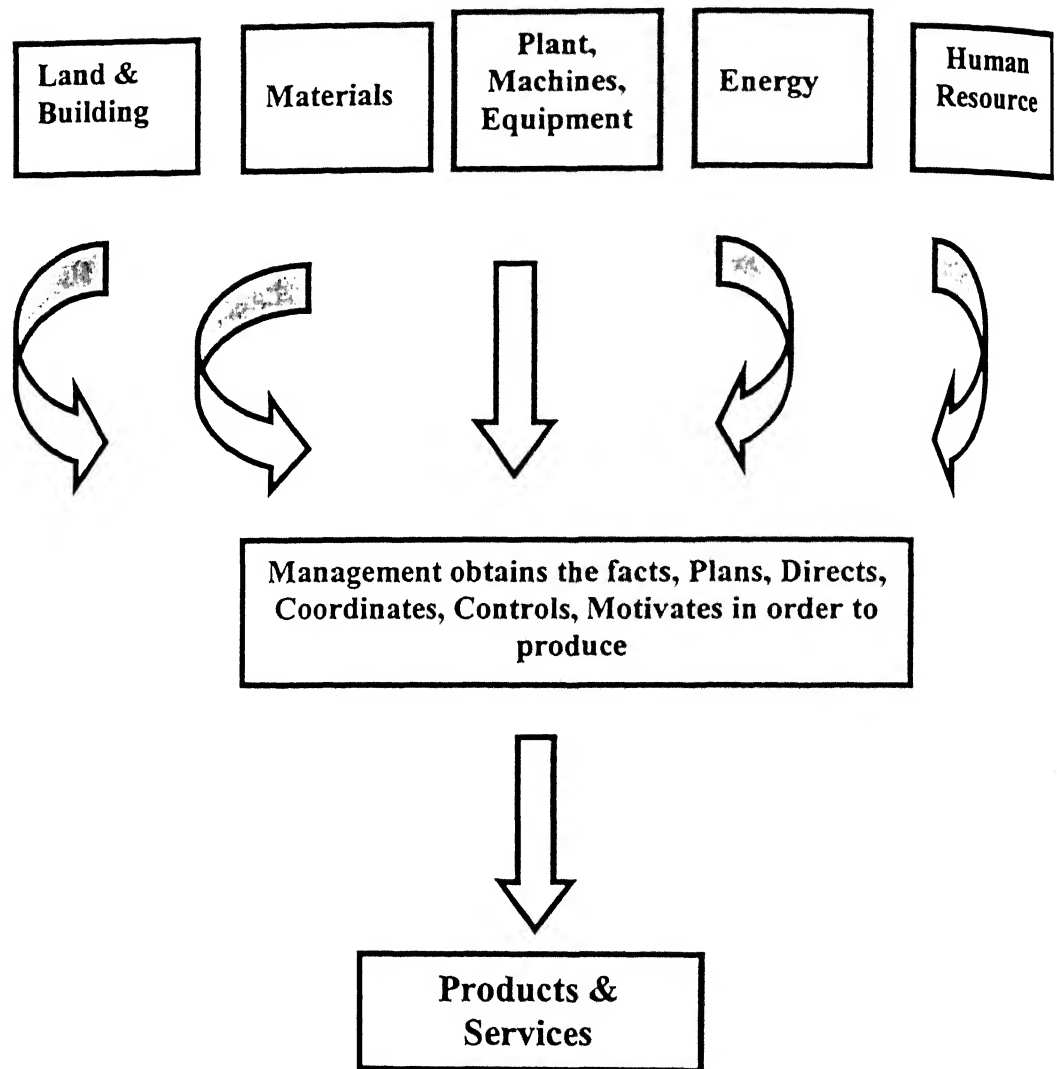 Land &
Building
Materials
Plant,
Machines,
Equipment
Energy
Human
Resource
Management obtains the facts, Plans, Directs,
Coordinates, Controls, Motivates in order to
produce
Products &
Services